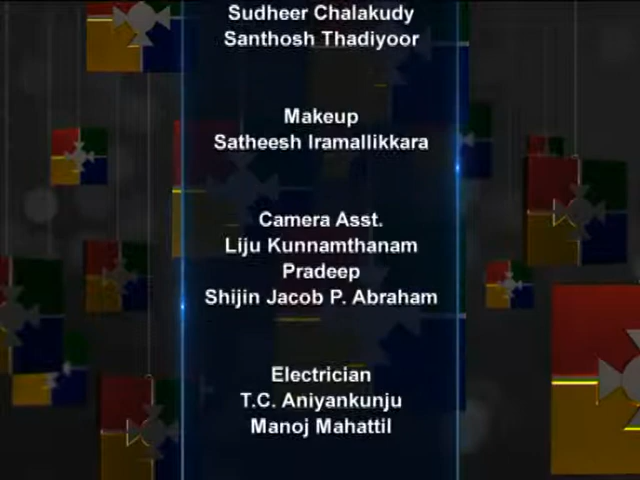 Sudheer Chalakudy
Santhosh Thadiyoor
Makeup
Satheesh Iramallikkara
Camera Asst.
Liju Kunnamthanam
Pradeep
Shijin Jacob P. Abraham
Electrician
T.C. Aniyankunju
Manoj Mahattil